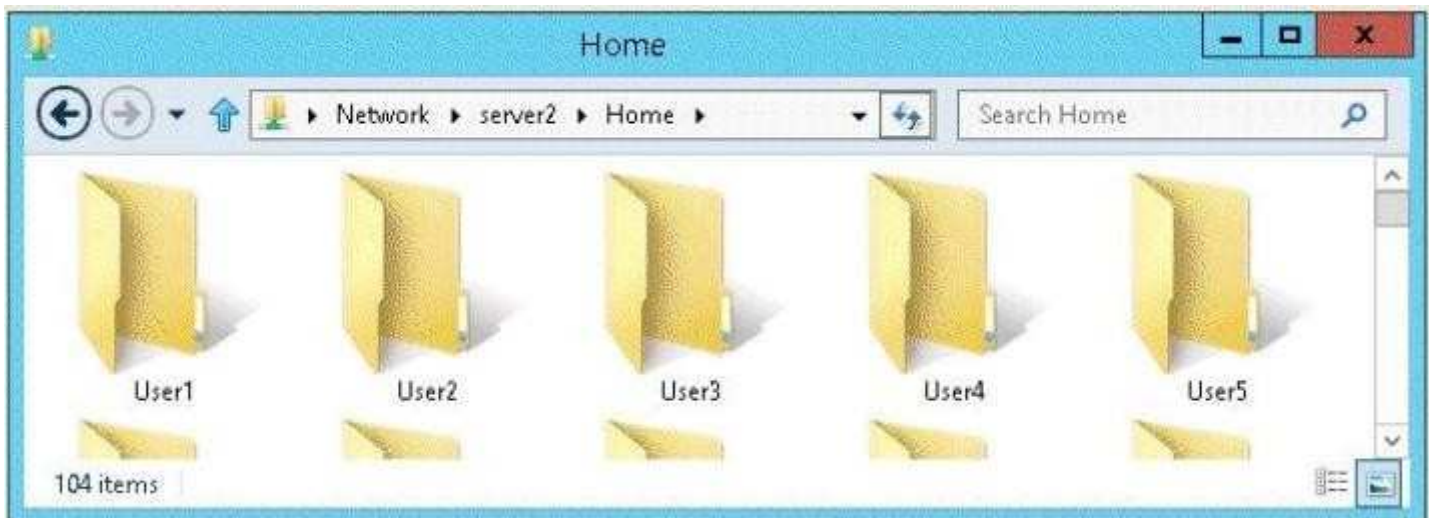 Home
Network server2 Home
Search Home
User1 User2 User3 User4 User5
104 items